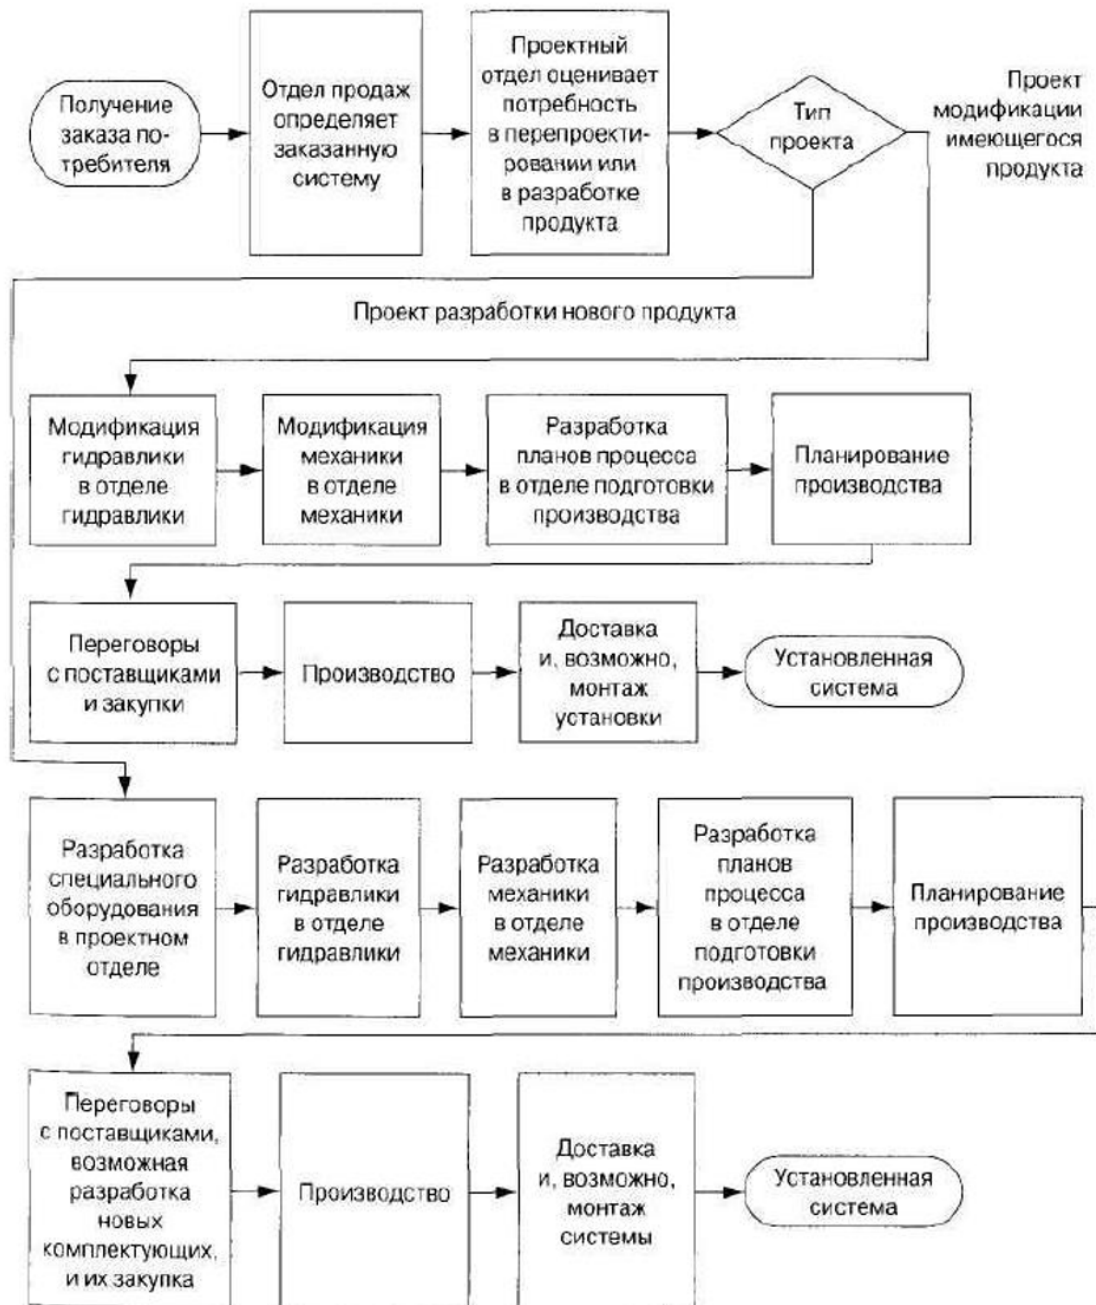 Получение
заказа по-
требителя
Отдел продаж
определяет
заказанную
систему
Проектный
отдел оценивает
потребность
в перепроекти-
ровании или
в разработке
продукта
Тип
проекта
Проект
модификации
имеющегося
продукта
Проект разработки нового продукта
Модификация
гидравлики
в отделе
гидравлики
Модификация
механики
в отделе
механики
Разработка
планов процесса
в отделе подготовки
производства
Планирование
производства
Переговоры
с поставщиками
и закупки
Производство
Доставка
и, возможно,
монтаж
установки
Установленная
система
Разработка
специального
оборудования
в проектном
отделе
Разработка
гидравлики
в отделе
гидравлики
Разработка
механики
в отделе
механики
Разработка
планов
процесса
в отделе
подготовки
производства
Планирование
производства
Переговоры
с поставщиками,
возможная
разработка
новых
комплектующих,
и их закупка
Производство
Доставка
и, возможно,
монтаж
системы
Установленная
система